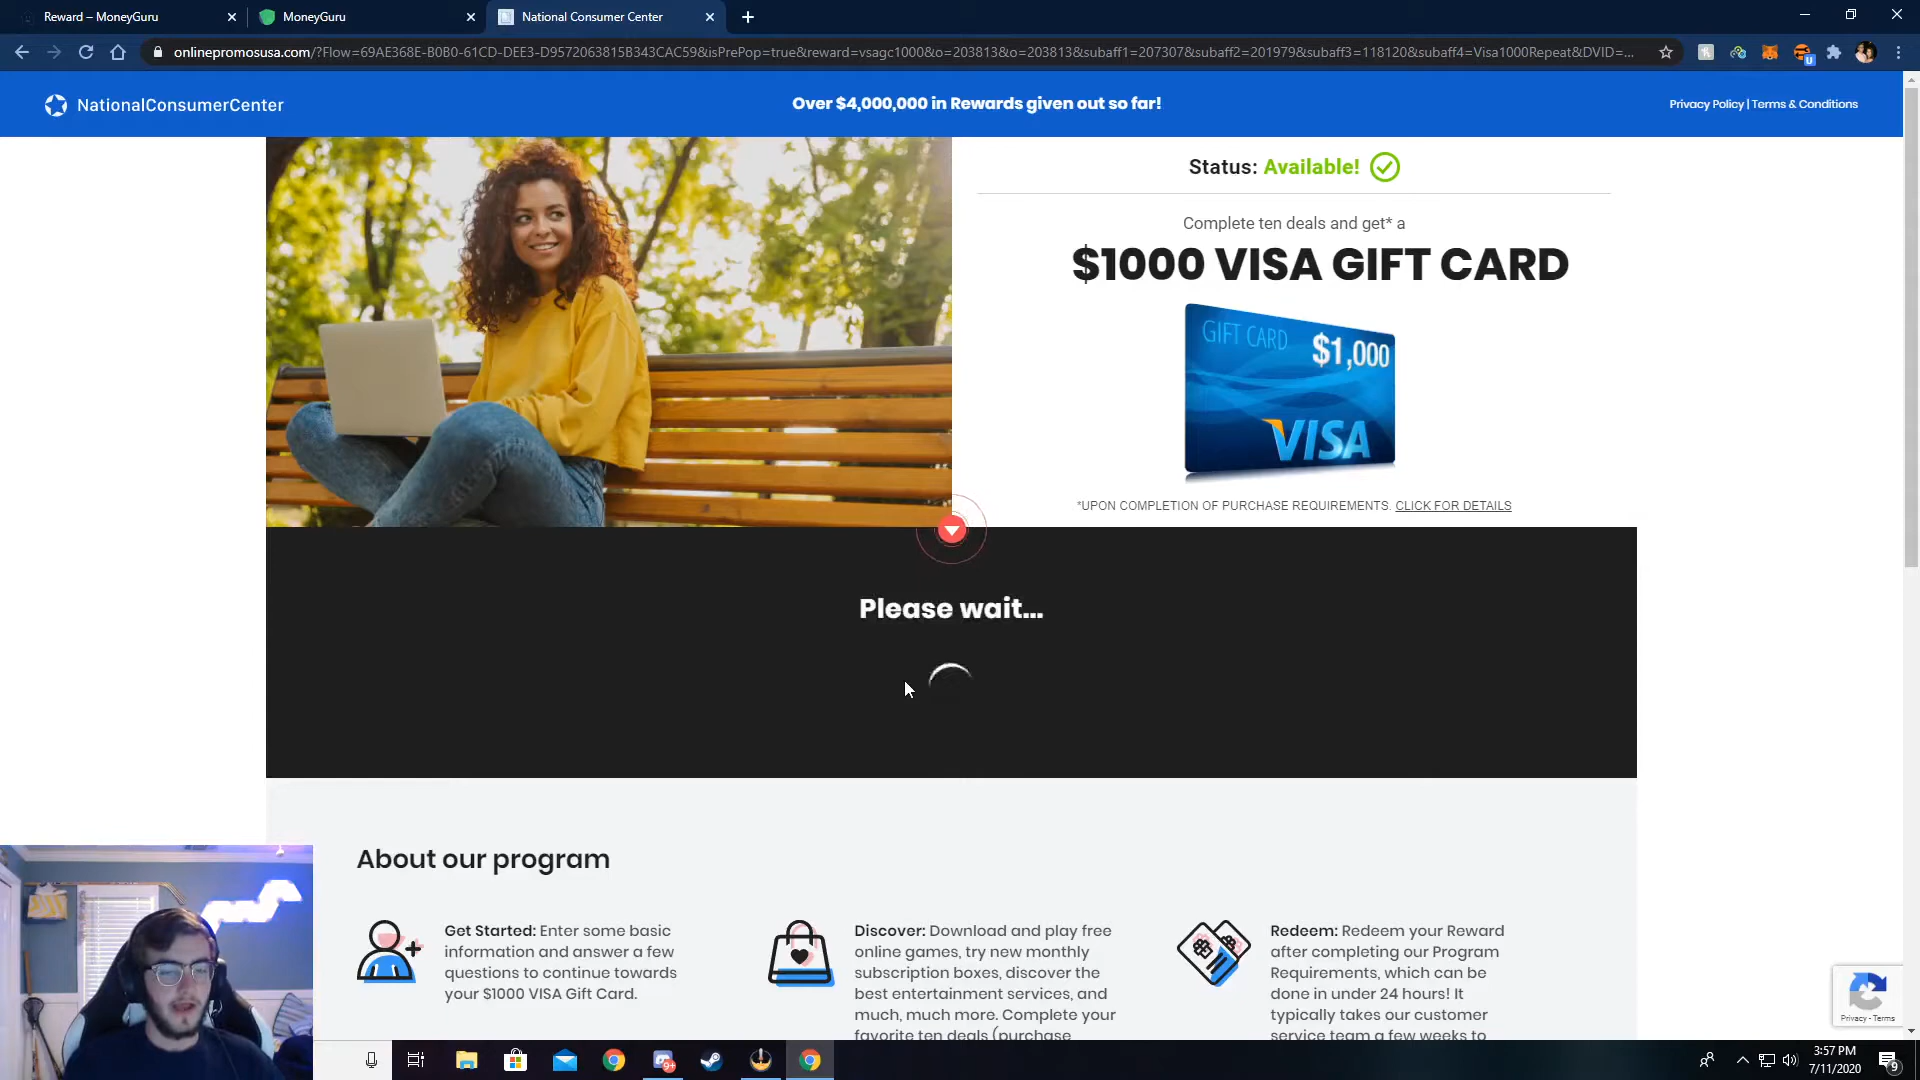 Reward – MoneyGuru
MoneyGuru
National Consumer Center
onlinepromosusa.com/?Flow=69AE368E-B0B0-61CD-DEE3-D9572063815B343CAC59&isPrePop=true&reward=vsagc1000&o=203813&o=203813&subaff1=207307&subaff2=201979&subaff3=118120&subaff4=Visa1000Repeat&DVID=...
NationalConsumerCenter
Over $4,000,000 in Rewards given out so far!
Privacy Policy | Terms & Conditions
Status: Available!
Complete ten deals and get* a
$1000 VISA GIFT CARD
GIFT CARD
$1,000
VISA
*UPON COMPLETION OF PURCHASE REQUIREMENTS. CLICK FOR DETAILS
Please wait...
About our program
Get Started: Enter some basic
information and answer a few
questions to continue towards
your $1000 VISA Gift Card.
Discover: Download and play free
online games, try new monthly
subscription boxes, discover the
best entertainment services, and
much, much more. Complete your
favorite ten deals (purchase
Redeem: Redeem your Reward
after completing our Program
Requirements, which can be
done in under 24 hours! It
typically takes our customer
service team a few weeks to
Privacy - Terms
9+
3:57 PM
7/11/2020
9